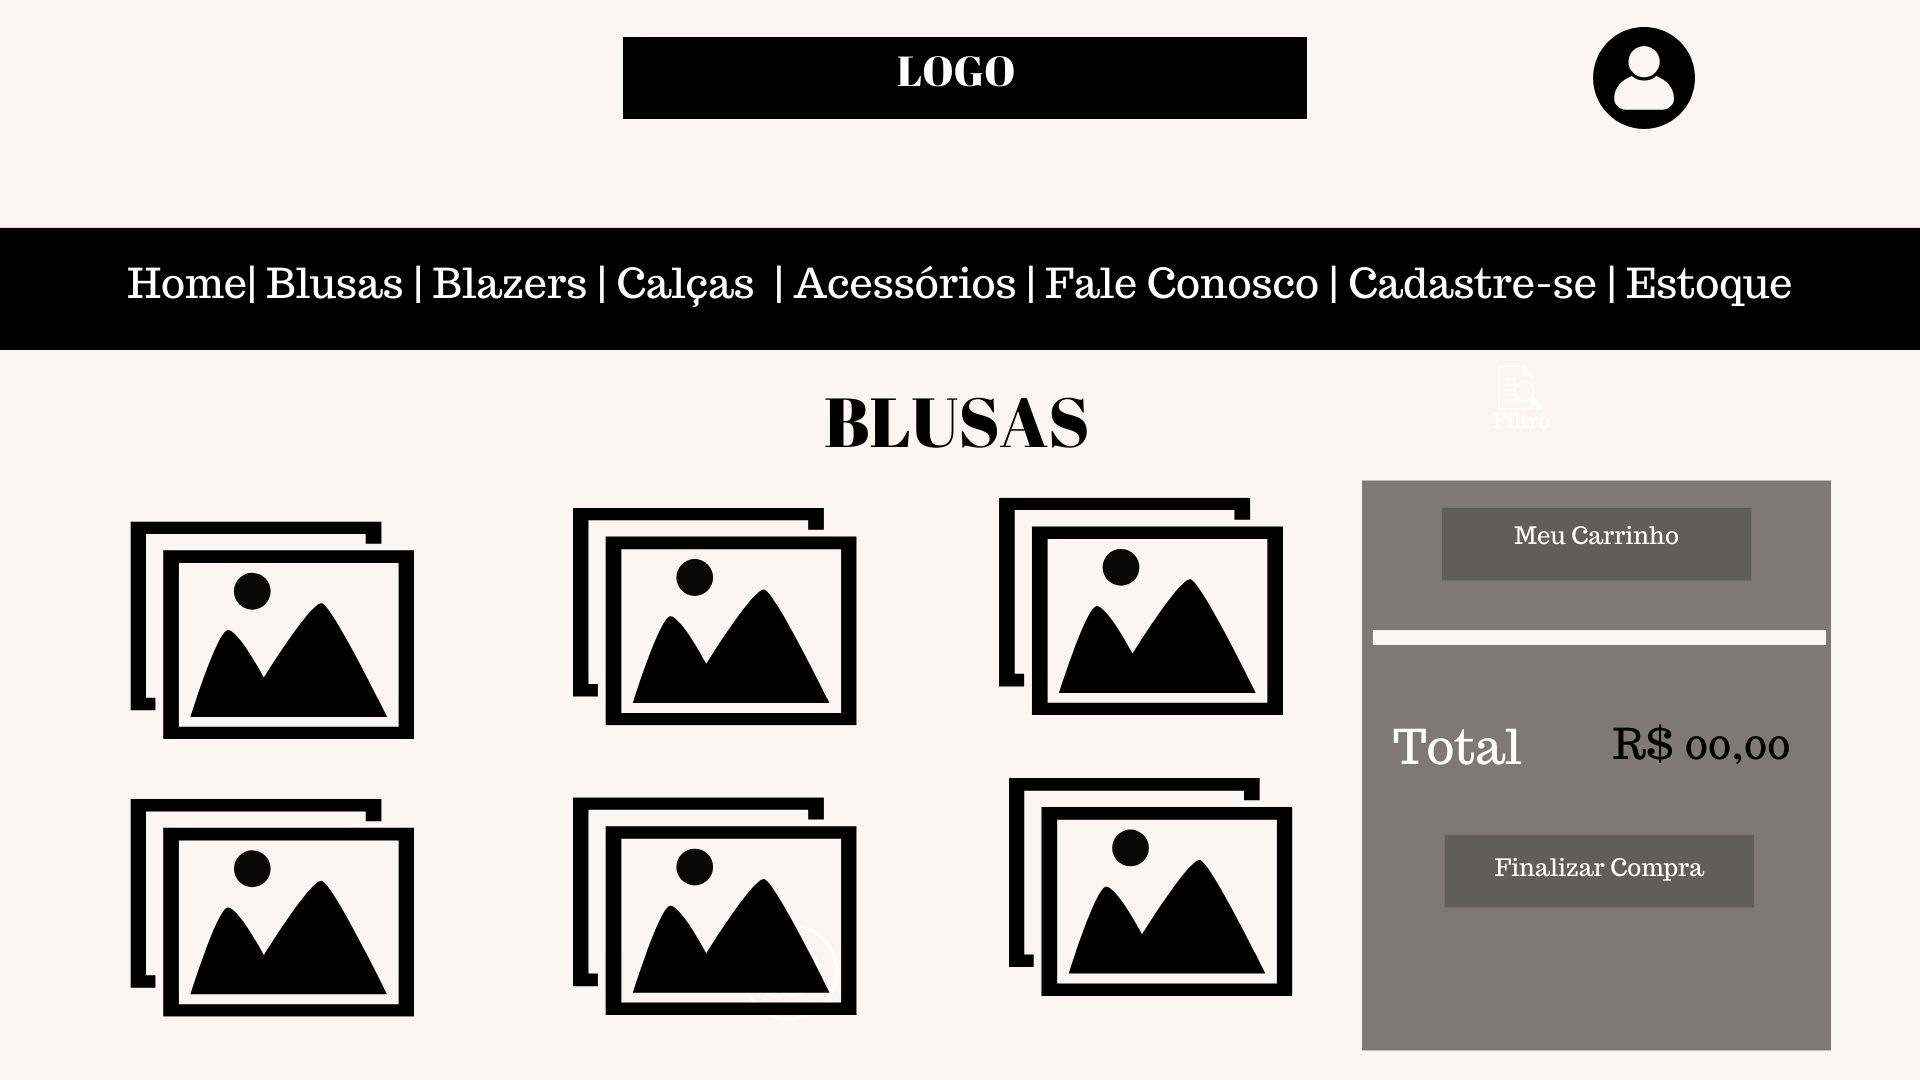 LOGO
Home| Blusas | Blazers | Calças | Acessórios | Fale Conosco | Cadastre-se | Estoque
Filtro
BLUSAS
Meu Carrinho
Total R$ 00,00
Finalizar Compra